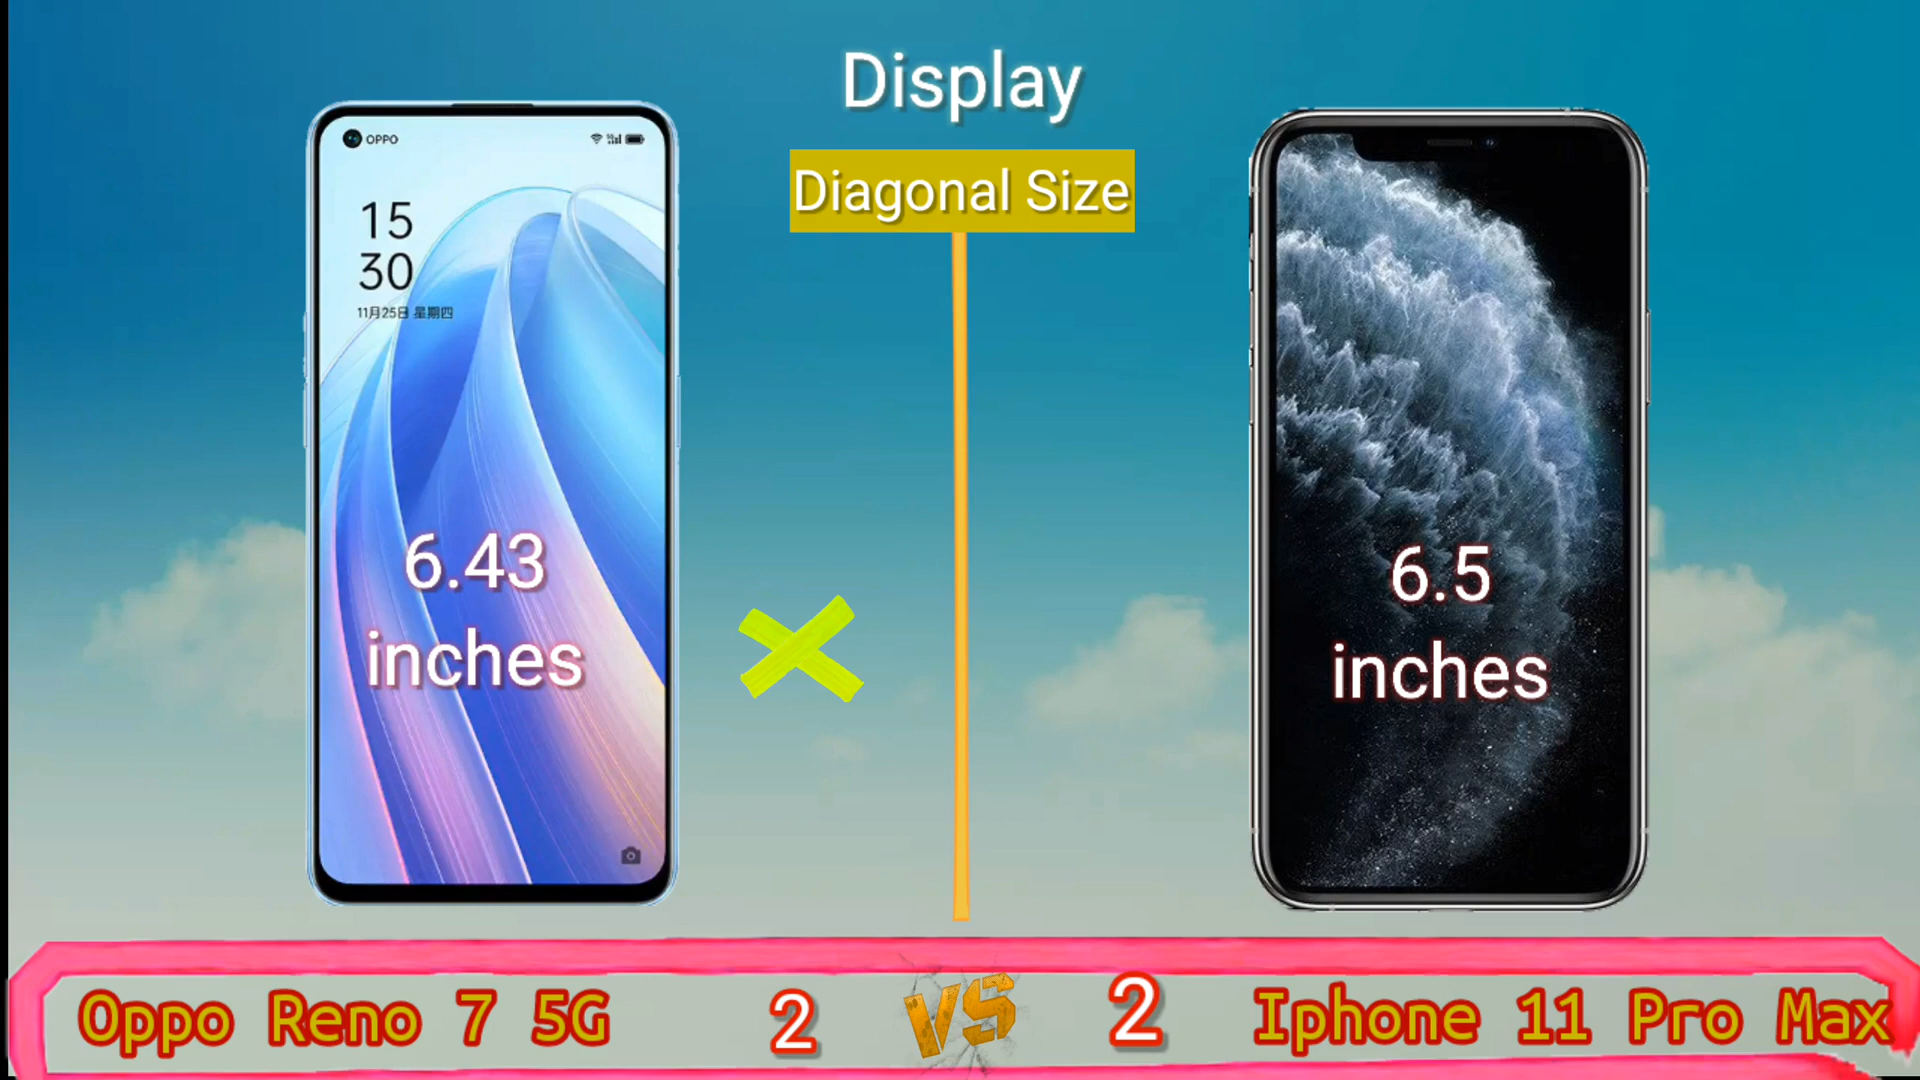 Display
Diagonal Size
OPPO
15
30
11月25日 星期四
6.43
inches
6.5
inches
Oppo Reno 7 5G
2
VS
2
Iphone 11 Pro Max